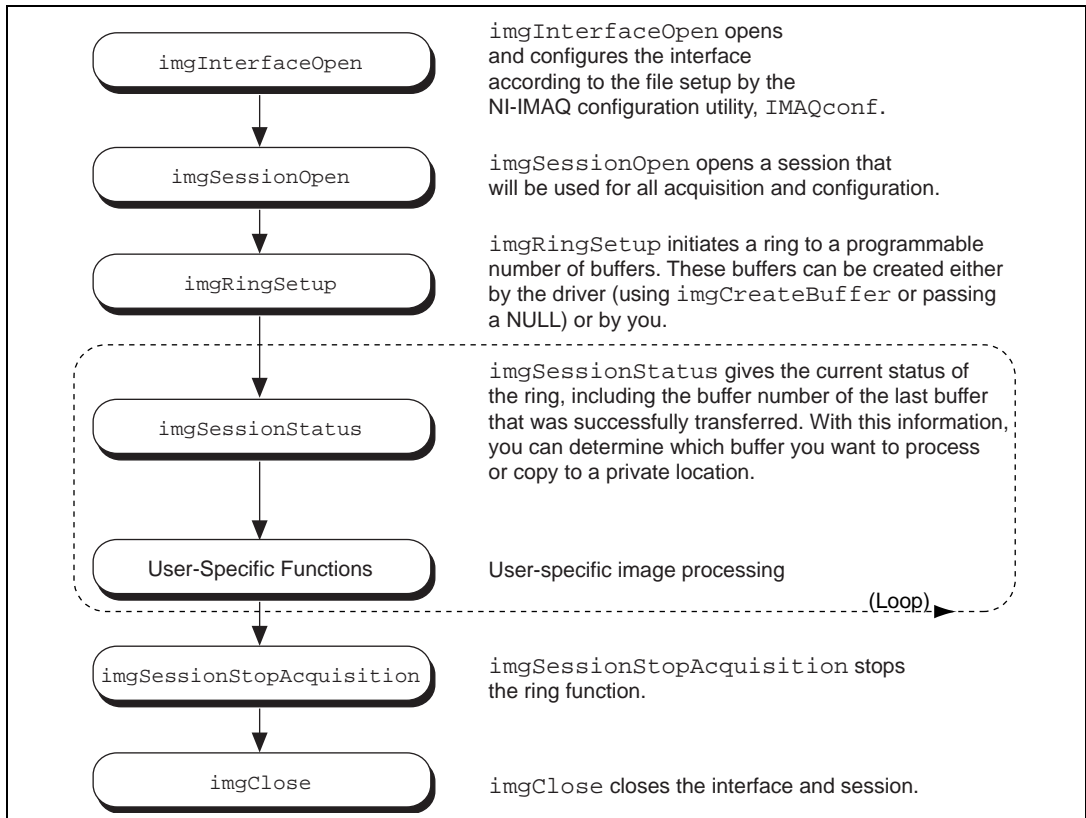 imgInterfaceOpen
imgInterfaceOpen opens
and configures the interface
according to the file setup by the
NI-IMAQ configuration utility, IMAQconf.
imgSessionOpen
imgSessionOpen opens a session that
will be used for all acquisition and configuration.
imgRingSetup
imgRingSetup initiates a ring to a programmable
number of buffers. These buffers can be created either
by the driver (using imgCreateBuffer or passing
a NULL) or by you.
imgSessionStatus
imgSessionStatus gives the current status of
the ring, including the buffer number of the last buffer
that was successfully transferred. With this information,
you can determine which buffer you want to process
or copy to a private location.
User-Specific Functions
User-specific image processing
(Loop)
imgSessionStopAcquisition
imgSessionStopAcquisition stops
the ring function.
imgClose
imgClose closes the interface and session.